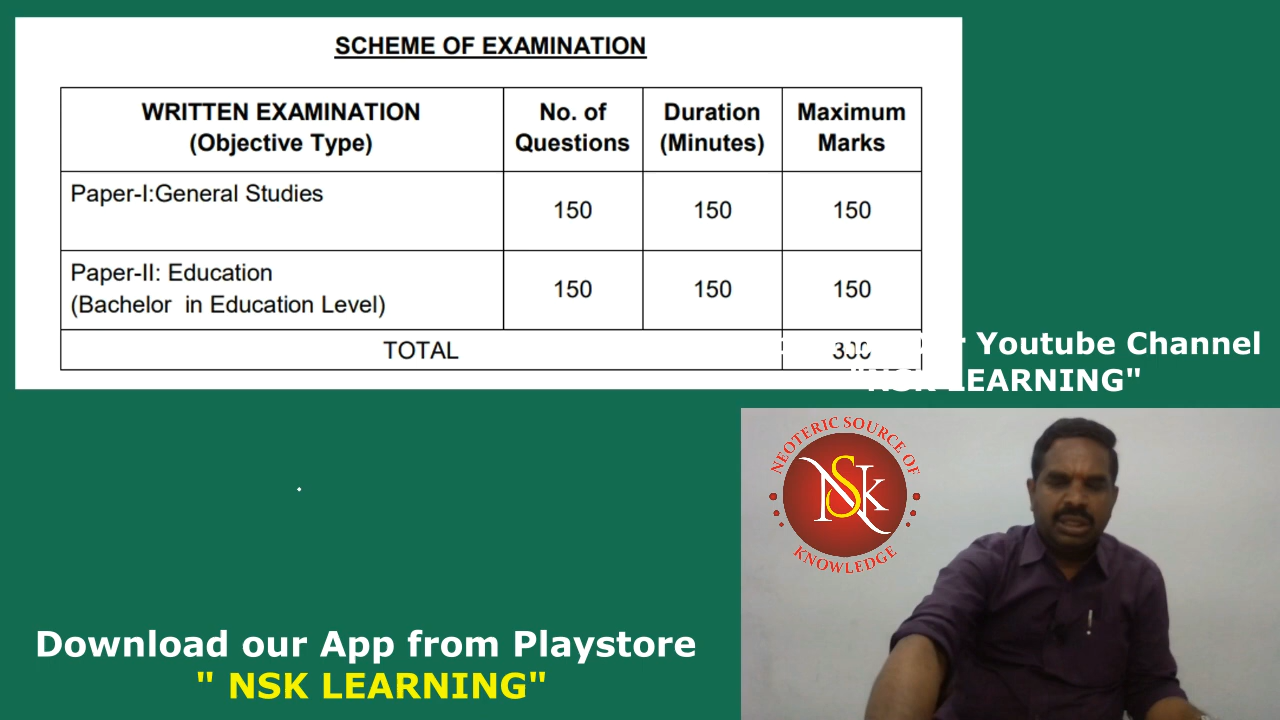 SCHEME OF EXAMINATION
WRITTEN EXAMINATION
(Objective Type)
No. of
Questions
Duration
(Minutes)
Maximum
Marks
Paper-I:General Studies
150
150
150
Paper-II: Education
(Bachelor in Education Level)
150
150
150
TOTAL
300
Youtube Channel
"NSK LEARNING"
NEOTERIC SOURCE OF
NSK
KNOWLEDGE
Download our App from Playstore
" NSK LEARNING"